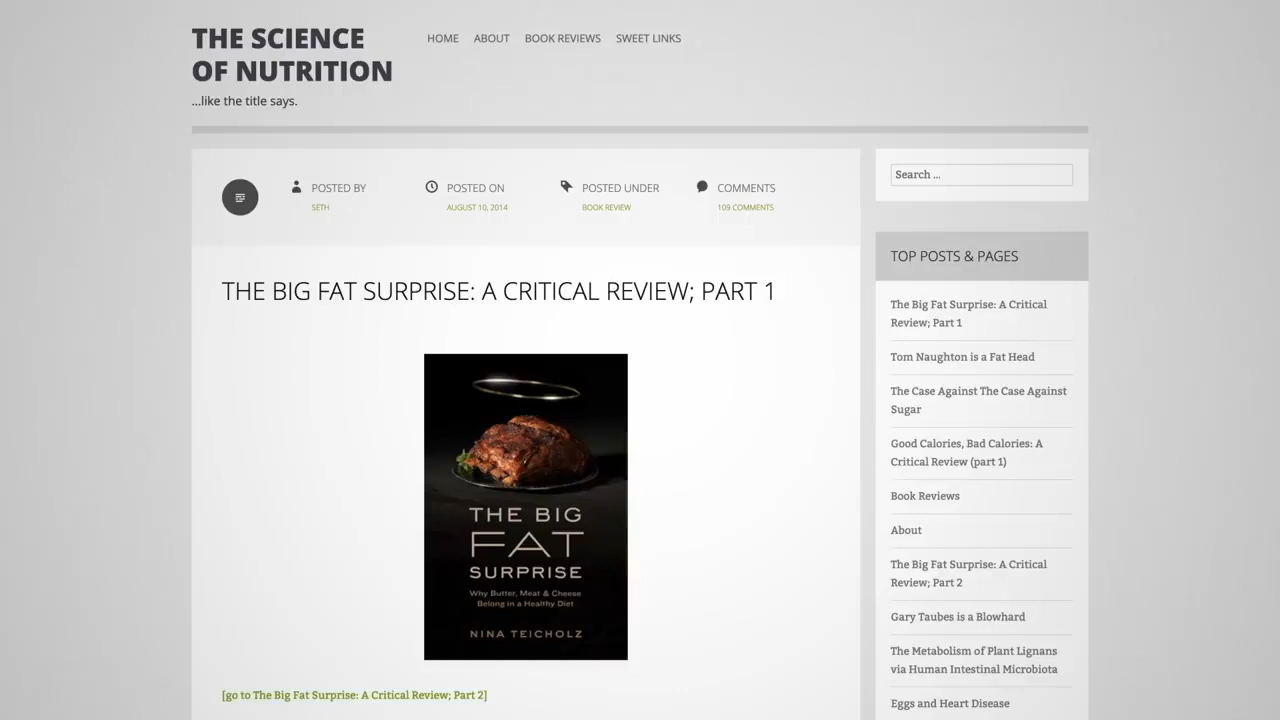 THE SCIENCE
OF NUTRITION
...like the title says.
HOME ABOUT BOOK REVIEWS SWEET LINKS
POSTED BY
SETH
POSTED ON
AUGUST 10, 2014
POSTED UNDER
BOOK REVIEW
COMMENTS
109 COMMENTS
THE BIG FAT SURPRISE: A CRITICAL REVIEW; PART 1
THE BIG
FAT
SURPRISE
Why Butter, Meat & Cheese
Belong in a Healthy Diet
NINA TEICHOLZ
[go to The Big Fat Surprise: A Critical Review; Part 2]
Search ...
TOP POSTS & PAGES
The Big Fat Surprise: A Critical
Review; Part 1
Tom Naughton is a Fat Head
The Case Against The Case Against
Sugar
Good Calories, Bad Calories: A
Critical Review (part 1)
Book Reviews
About
The Big Fat Surprise: A Critical
Review; Part 2
Gary Taubes is a Blowhard
The Metabolism of Plant Lignans
via Human Intestinal Microbiota
Eggs and Heart Disease